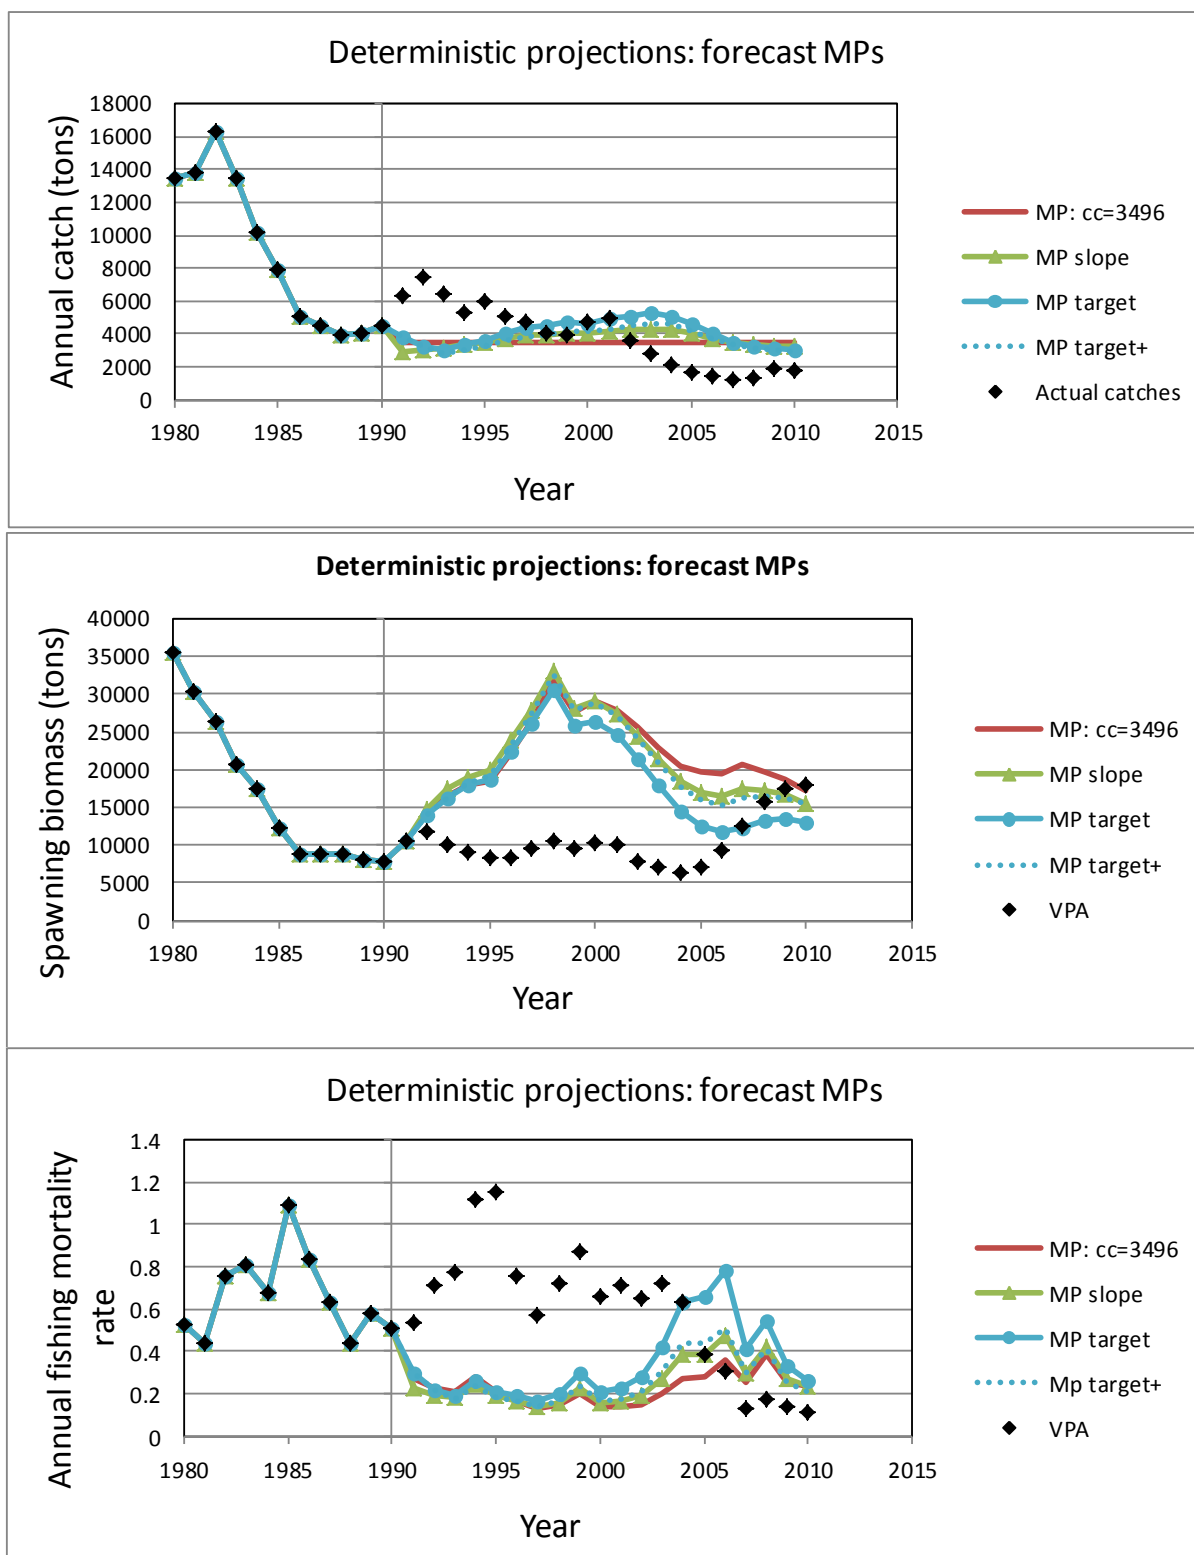 Deterministic projections: forecast MPs
Annual catch (tons)
18000
16000
14000
12000
10000
8000
6000
4000
2000
0
1980 1985 1990 1995 2000 2005 2010 2015
Year
MP: cc=3496
MP slope
MP target
MP target+
Actual catches
Deterministic projections: forecast MPs
Spawning biomass (tons)
40000
35000
30000
25000
20000
15000
10000
5000
0
1980 1985 1990 1995 2000 2005 2010 2015
Year
MP: cc=3496
MP slope
MP target
MP target+
VPA
Deterministic projections: forecast MPs
Annual fishing mortality
rate
1.4
1.2
1
0.8
0.6
0.4
0.2
0
1980 1985 1990 1995 2000 2005 2010 2015
Year
MP: cc=3496
MP slope
MP target
Mp target+
VPA